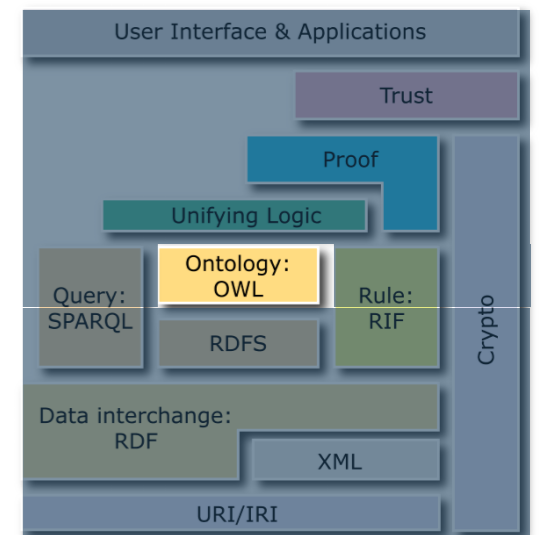 User Interface & Applications
Trust
Proof
Unifying Logic
Ontology:
OWL
Query:
SPARQL
Rule:
RIF
Crypto
RDFS
Data interchange:
RDF
XML
URI/IRI